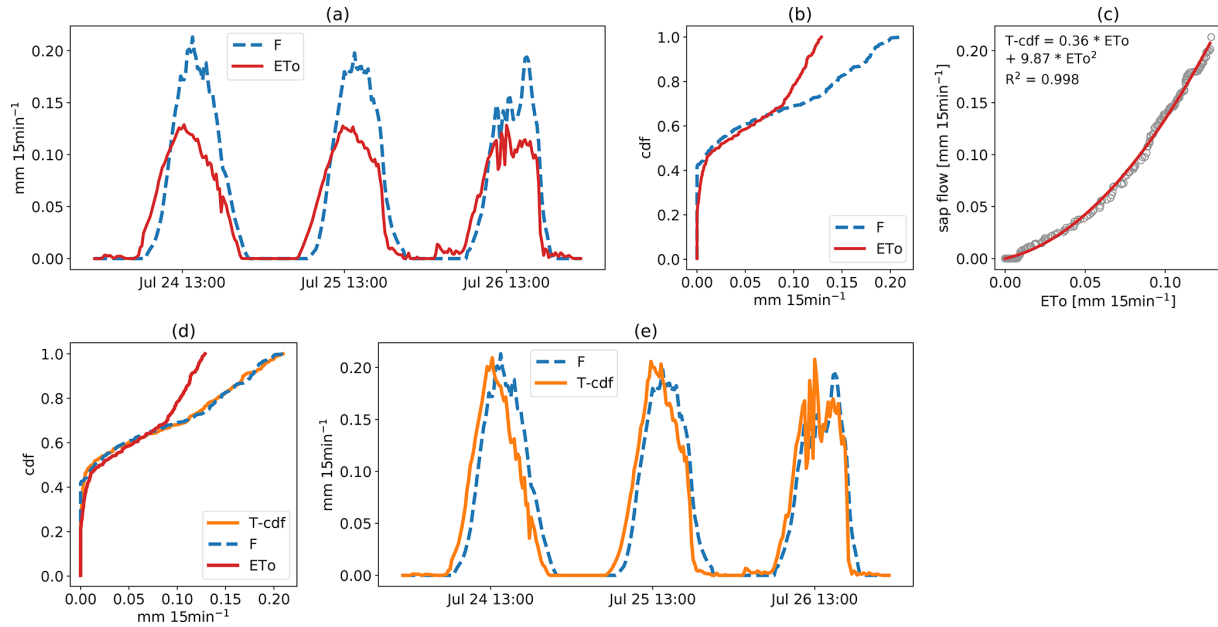 (a)
mm 15min⁻¹
0.20
0.15
0.10
0.05
0.00
F
ETo
Jul 24 13:00
Jul 25 13:00
Jul 26 13:00
(b)
cdf
1.0
0.8
0.6
0.4
0.2
0.0
F
ETo
0.00 0.05 0.10 0.15 0.20
mm 15min⁻¹
(c)
sap flow [mm 15min⁻¹]
0.20
0.15
0.10
0.05
0.00
T-cdf = 0.36 * ETo
+ 9.87 * ETo²
R² = 0.998
0.00 0.05 0.10
ETo [mm 15min⁻¹]
(d)
cdf
1.0
0.8
0.6
0.4
0.2
0.0
T-cdf
F
ETo
0.00 0.05 0.10 0.15 0.20
mm 15min⁻¹
(e)
mm 15min⁻¹
0.20
0.15
0.10
0.05
0.00
F
T-cdf
Jul 24 13:00
Jul 25 13:00
Jul 26 13:00